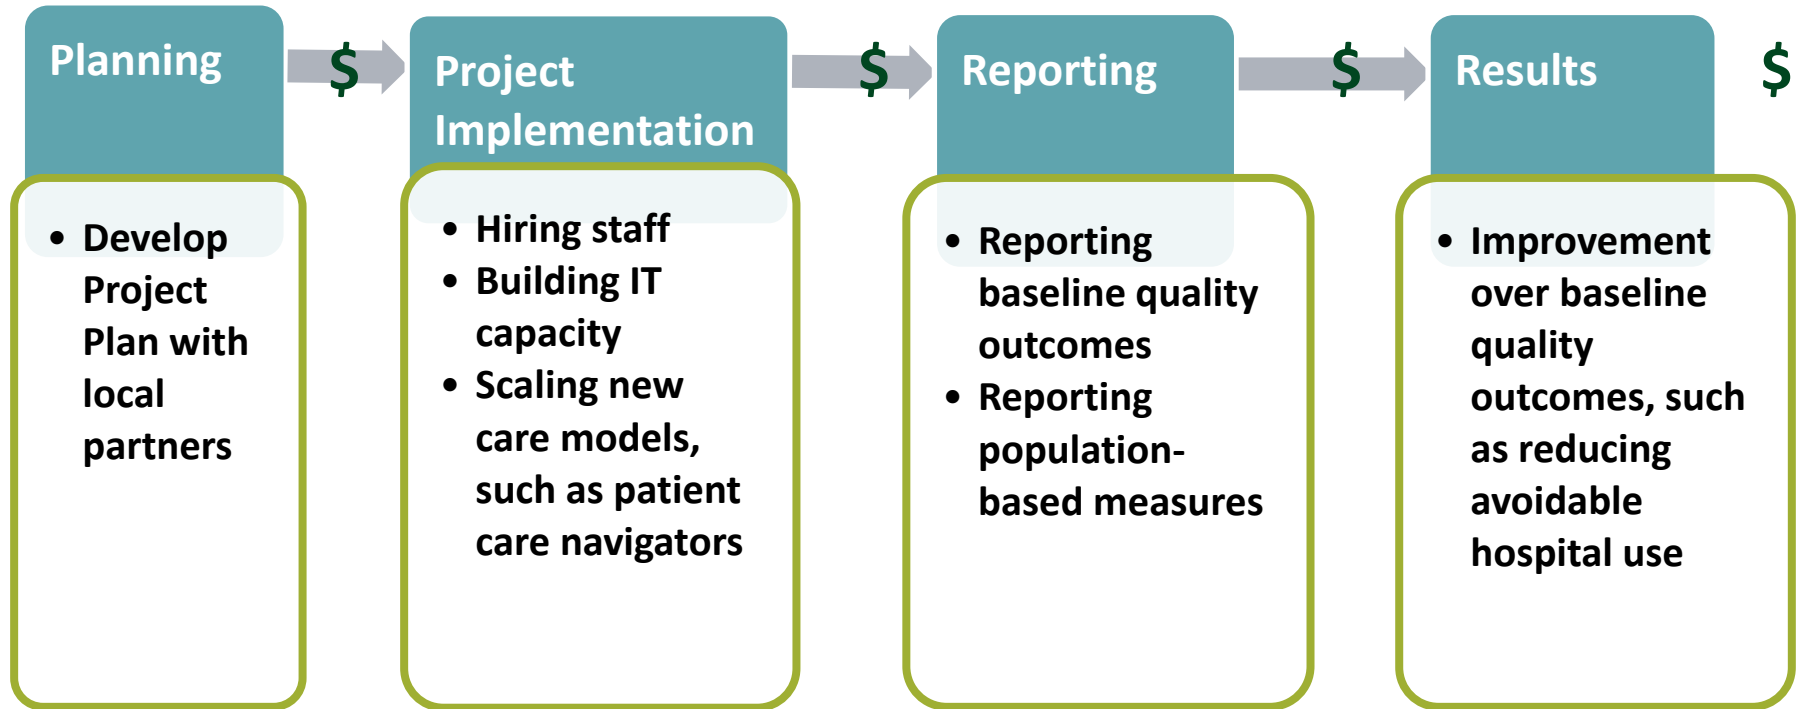 Planning
$
Project
Implementation
$
Reporting
$
Results
$
• Develop
Project
Plan with
local
partners
• Hiring staff
• Building IT
capacity
• Scaling new
care models,
such as patient
care navigators
• Reporting
baseline quality
outcomes
• Reporting
population-
based measures
• Improvement
over baseline
quality
outcomes, such
as reducing
avoidable
hospital use